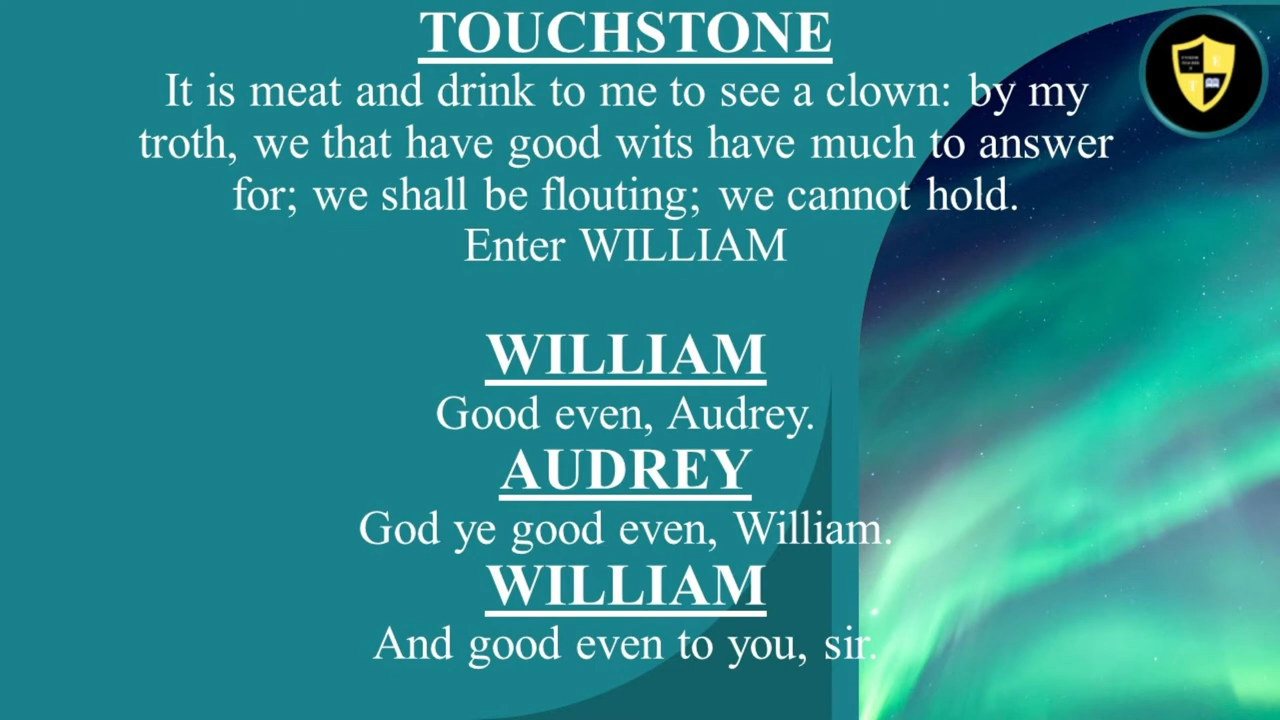 TOUCHSTONE
It is meat and drink to me to see a clown: by my
troth, we that have good wits have much to answer
for; we shall be flouting; we cannot hold.
Enter WILLIAM
WILLIAM
Good even, Audrey.
AUDREY
God ye good even, William.
WILLIAM
And good even to you, sir.
E
T